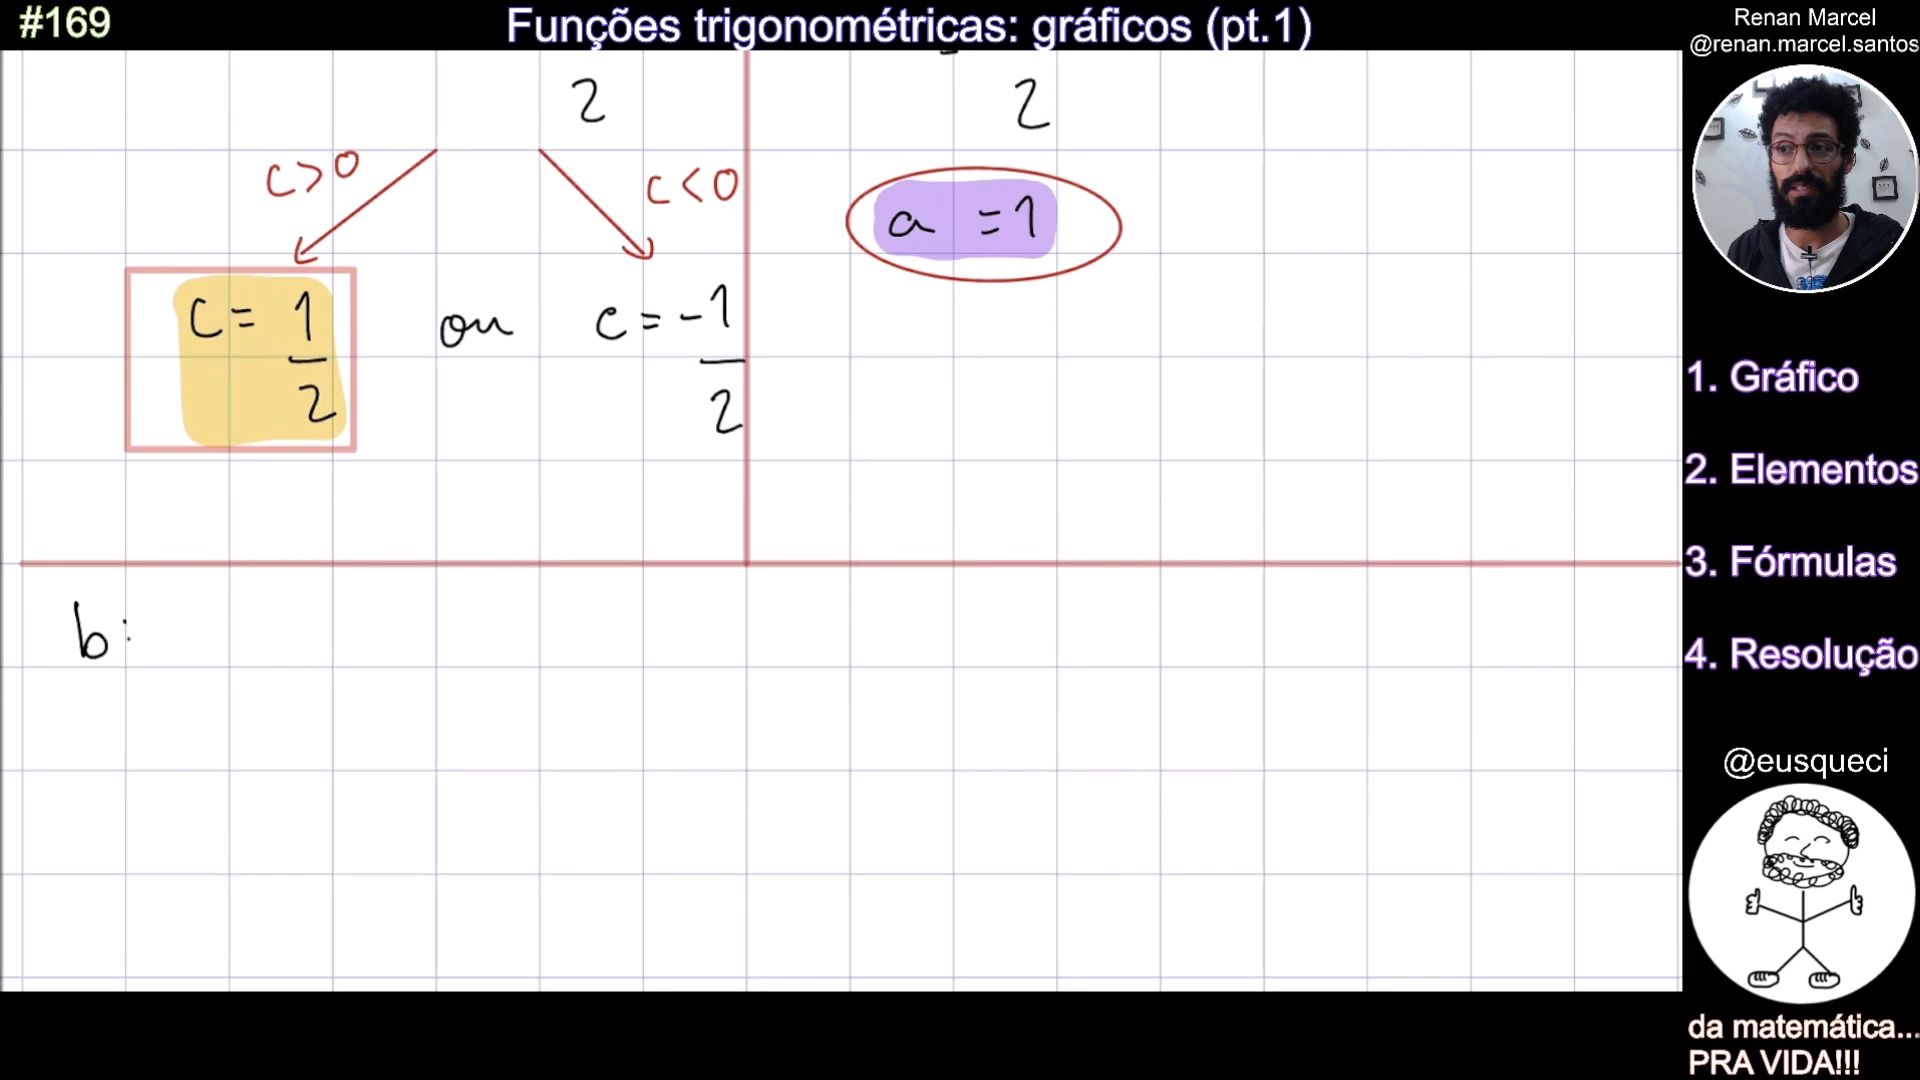 #169
Funções trigonométricas: gráficos (pt.1)
Renan Marcel
@renan.marcel.santos
2
2
c>0
c<0
a =1
c= 1/2 ou c=-1/2
b:
1. Gráfico
2. Elementos
3. Fórmulas
4. Resolução
@eusqueci
da matemática...
PRA VIDA!!!